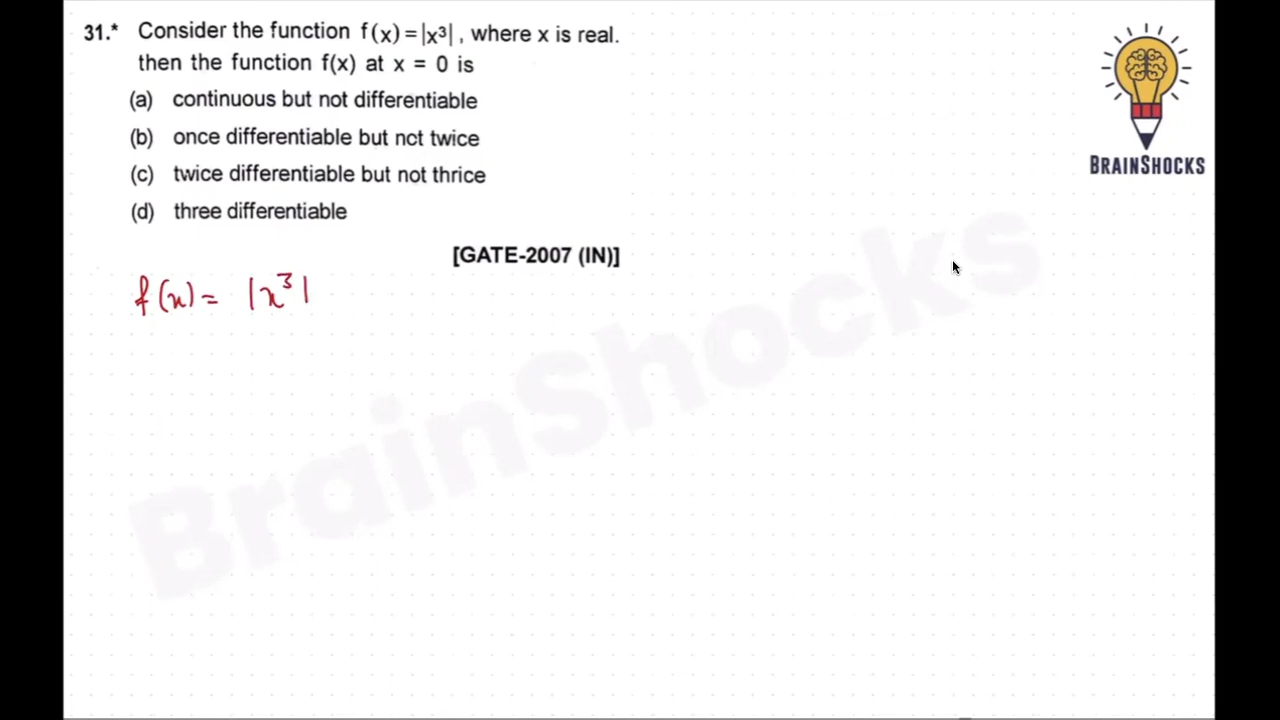 31.* Consider the function f(x)=|x³|, where x is real.
then the function f(x) at x = 0 is
(a) continuous but not differentiable
(b) once differentiable but nct twice
(c) twice differentiable but not thrice
(d) three differentiable
[GATE-2007 (IN)]
f(x) = |x³|
BRAINSHOCKS
BrainShocks